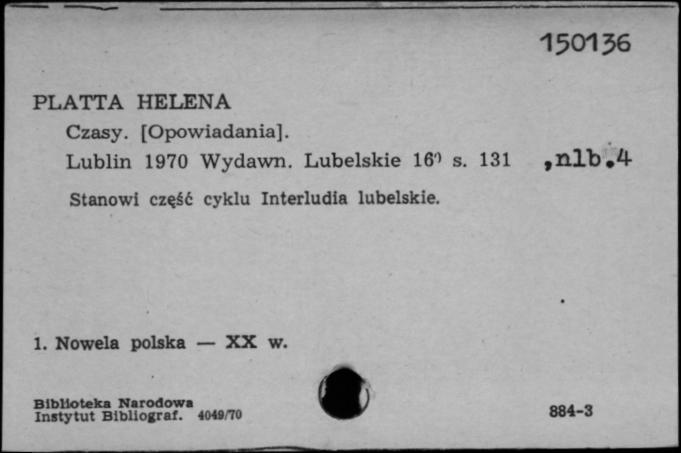 150136
PLATTA HELENA
Czasy. [Opowiadania].
Lublin 1970 Wydawn. Lubelskie 16⁰ s. 131 ,nlb.4
Stanowi część cyklu Interludia lubelskie.
1. Nowela polska — XX w.
Biblioteka Narodowa
Instytut Bibliograf. 4049/70
884-3